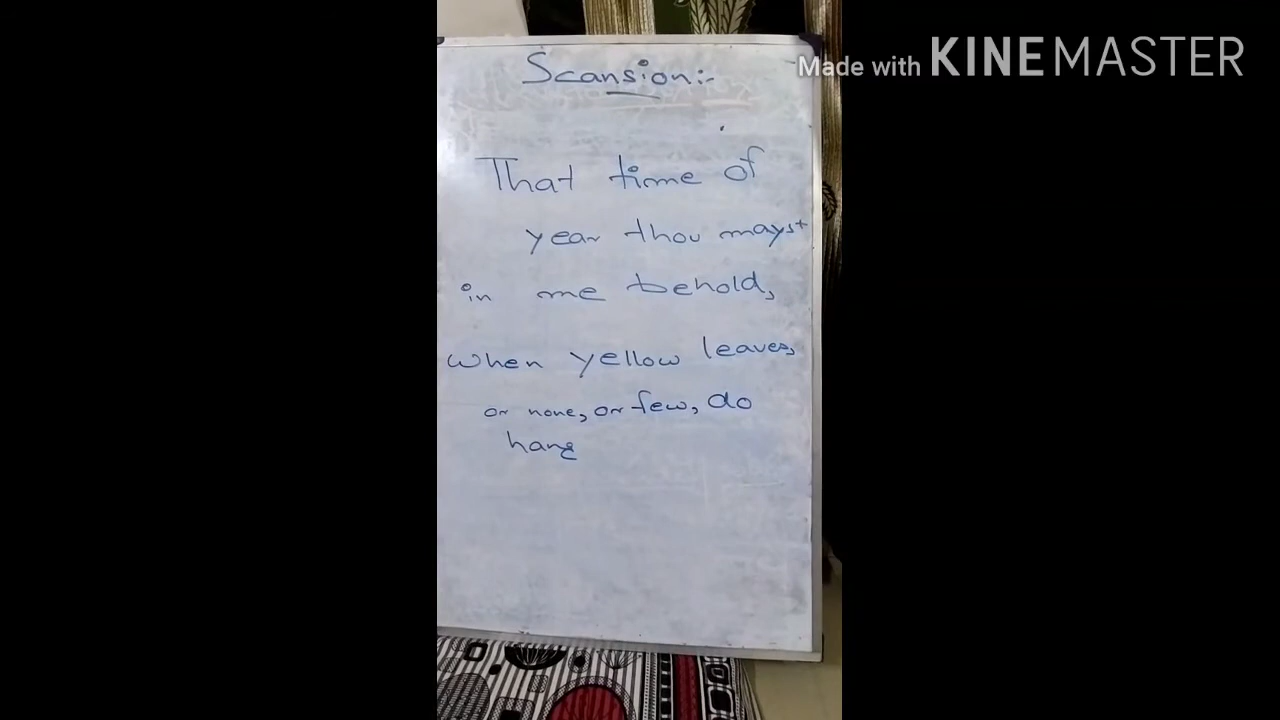 Scansion:-
Made with KINEMASTER
That time of
year thou mayst
in me behold,
when yellow leaves,
or none, or few, do
hang